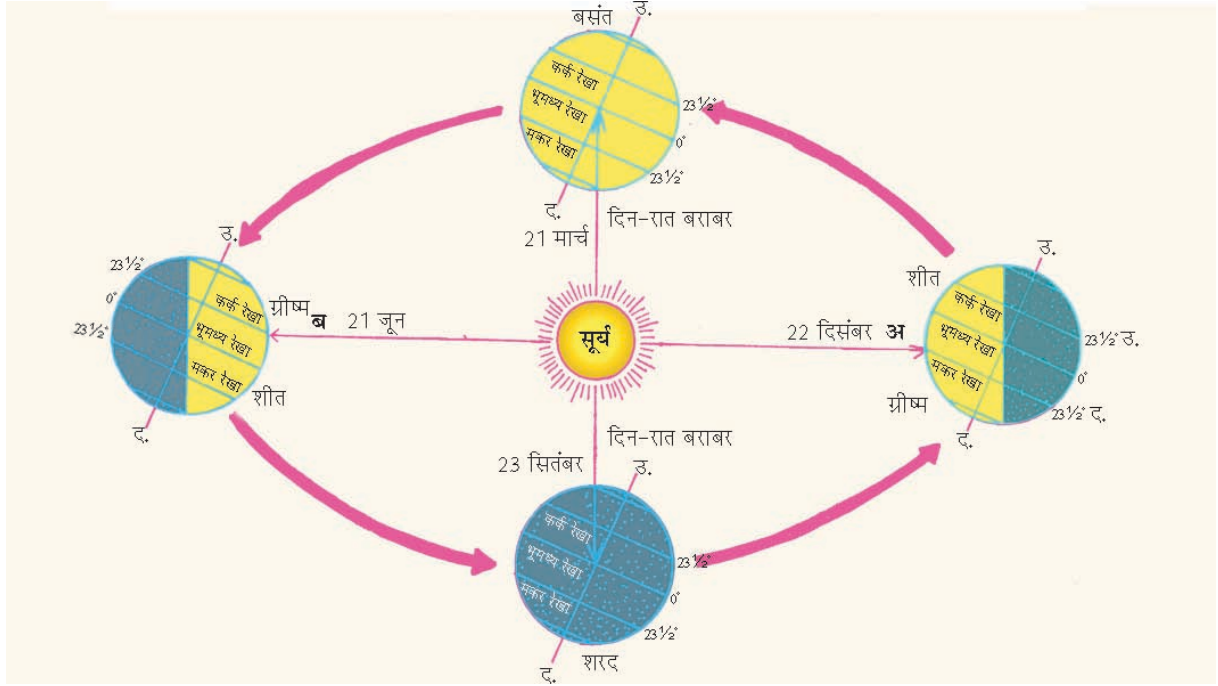 बसंत
उ.
कर्क रेखा
भूमध्य रेखा
मकर रेखा
23½°
0°
23½°
द.
21 मार्च
दिन-रात बराबर
उ.
23½°
0°
23½°
कर्क रेखा
भूमध्य रेखा
मकर रेखा
ग्रीष्म
ब
21 जून
शीत
द.
सूर्य
22 दिसंबर
अ
शीत
उ.
कर्क रेखा
भूमध्य रेखा
मकर रेखा
23½° उ.
0°
23½° द.
ग्रीष्म
द.
दिन-रात बराबर
23 सितंबर
उ.
कर्क रेखा
भूमध्य रेखा
मकर रेखा
23½°
0°
23½°
द.
शरद